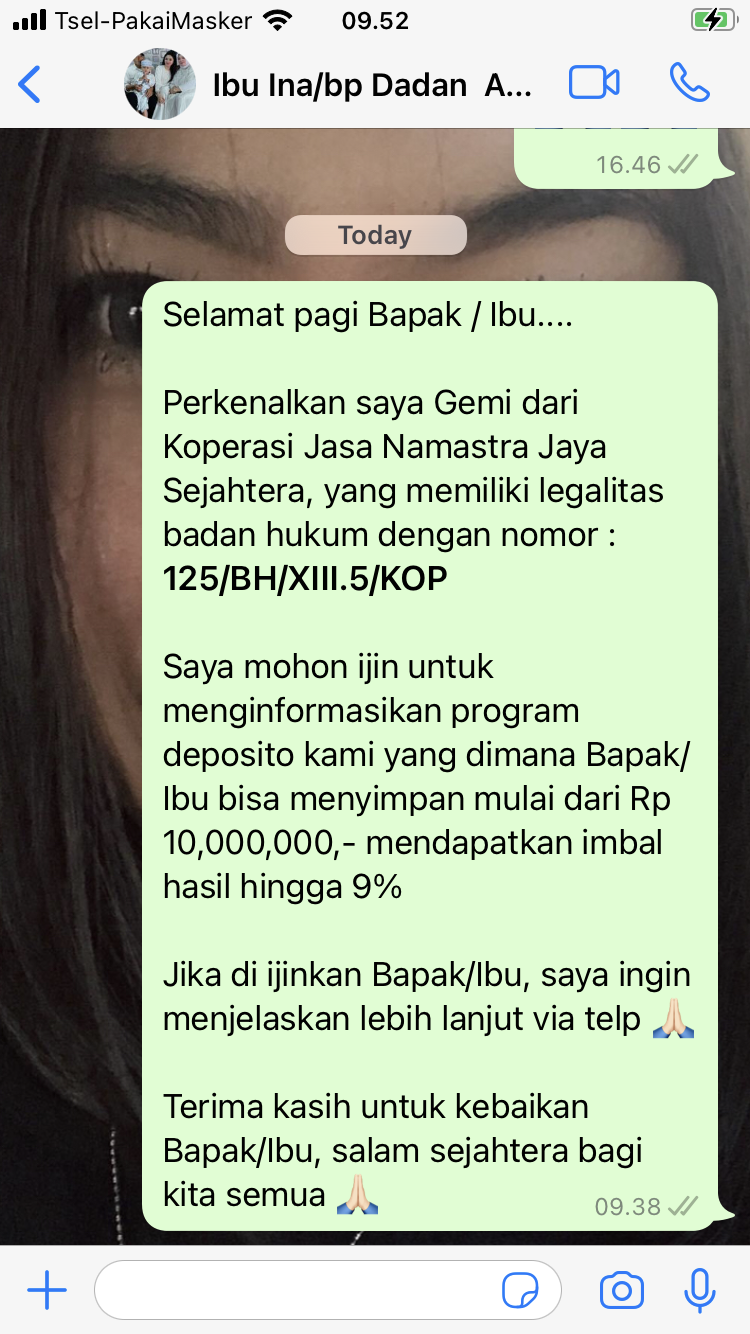 Tsel-PakaiMasker
09.52
Ibu Ina/bp Dadan A...
16.46
Today
Selamat pagi Bapak / Ibu....
Perkenalkan saya Gemi dari
Koperasi Jasa Namastra Jaya
Sejahtera, yang memiliki legalitas
badan hukum dengan nomor :
125/BH/XIII.5/KOP
Saya mohon ijin untuk
menginformasikan program
deposito kami yang dimana Bapak/
Ibu bisa menyimpan mulai dari Rp
10,000,000,- mendapatkan imbal
hasil hingga 9%
Jika di ijinkan Bapak/Ibu, saya ingin
menjelaskan lebih lanjut via telp 🙏🏻
Terima kasih untuk kebaikan
Bapak/Ibu, salam sejahtera bagi
kita semua 🙏🏻
09.38